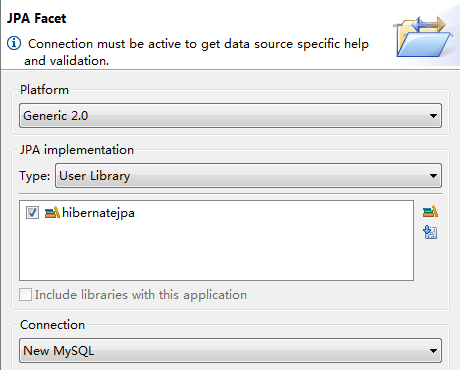 JPA Facet
Connection must be active to get data source specific help
and validation.
Platform
Generic 2.0
JPA implementation
Type: User Library
hibernatejpa
Include libraries with this application
Connection
New MySQL